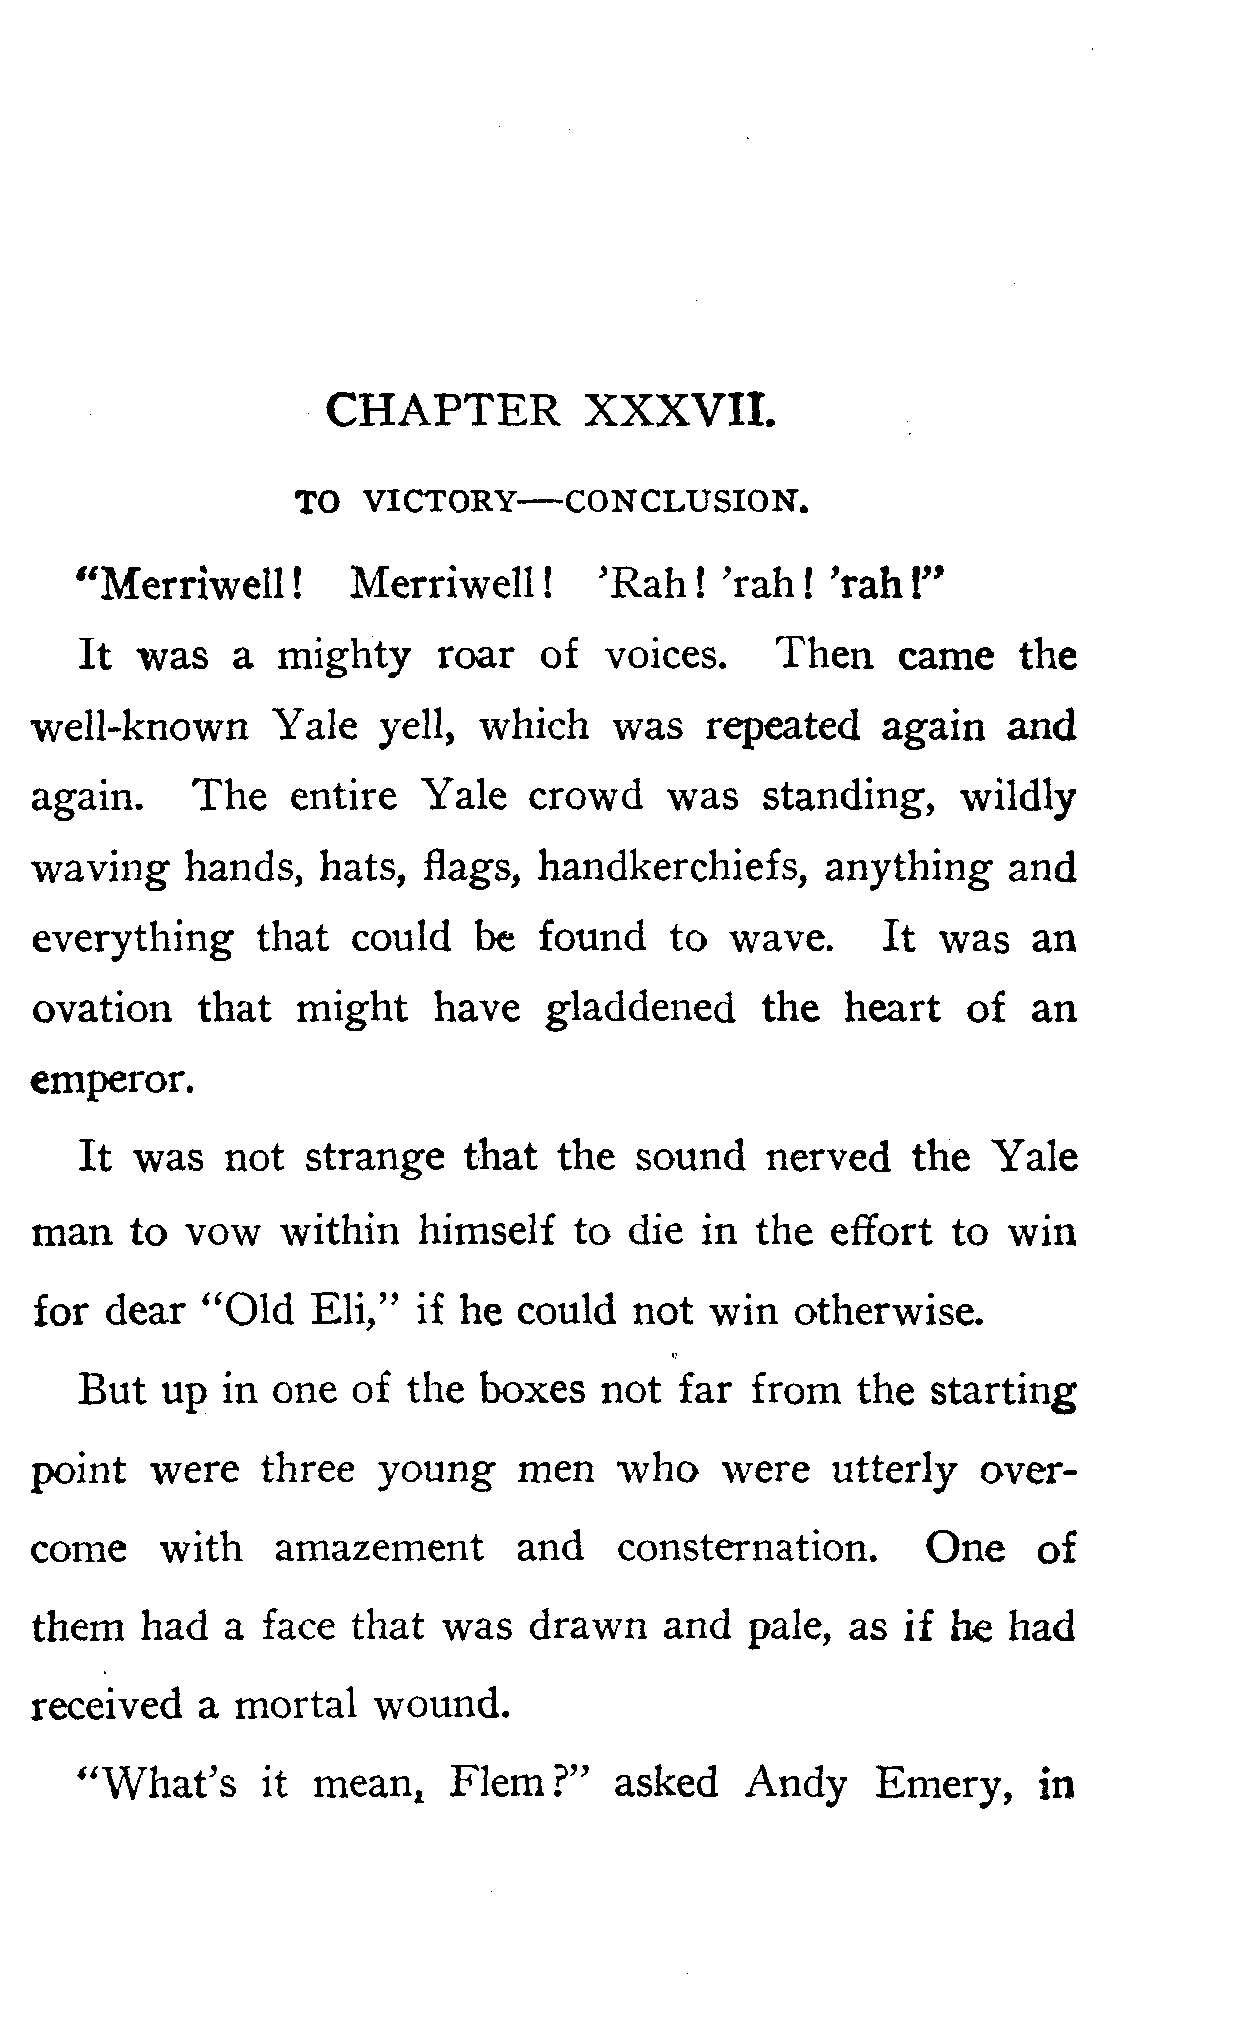 CHAPTER XXXVII.
TO VICTORY—CONCLUSION.
“Merriwell! Merriwell! ’Rah! ’rah! ’rah!”
It was a mighty roar of voices. Then came the
well-known Yale yell, which was repeated again and
again. The entire Yale crowd was standing, wildly
waving hands, hats, flags, handkerchiefs, anything and
everything that could be found to wave. It was an
ovation that might have gladdened the heart of an
emperor.
It was not strange that the sound nerved the Yale
man to vow within himself to die in the effort to win
for dear “Old Eli,” if he could not win otherwise.
But up in one of the boxes not far from the starting
point were three young men who were utterly over-
come with amazement and consternation. One of
them had a face that was drawn and pale, as if he had
received a mortal wound.
“What’s it mean, Flem?” asked Andy Emery, in